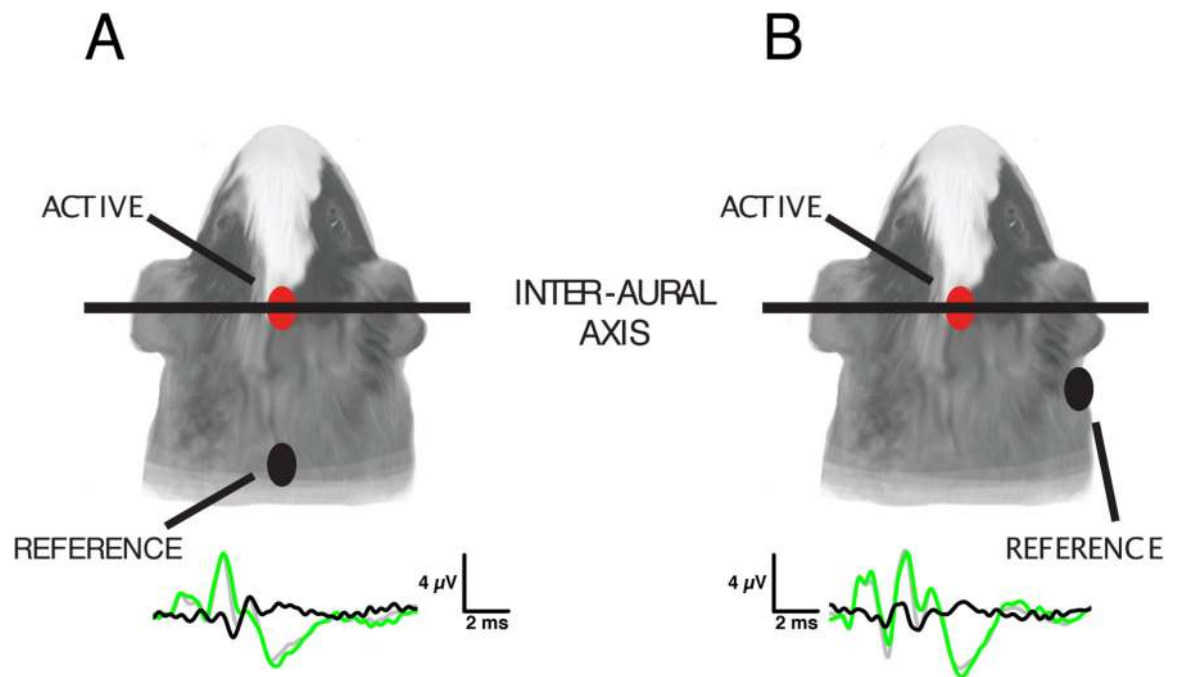 A
B
ACTIVE
ACTIVE
INTER-AURAL
AXIS
REFERENCE
REFERENCE
4 µV
2 ms
4 µV
2 ms